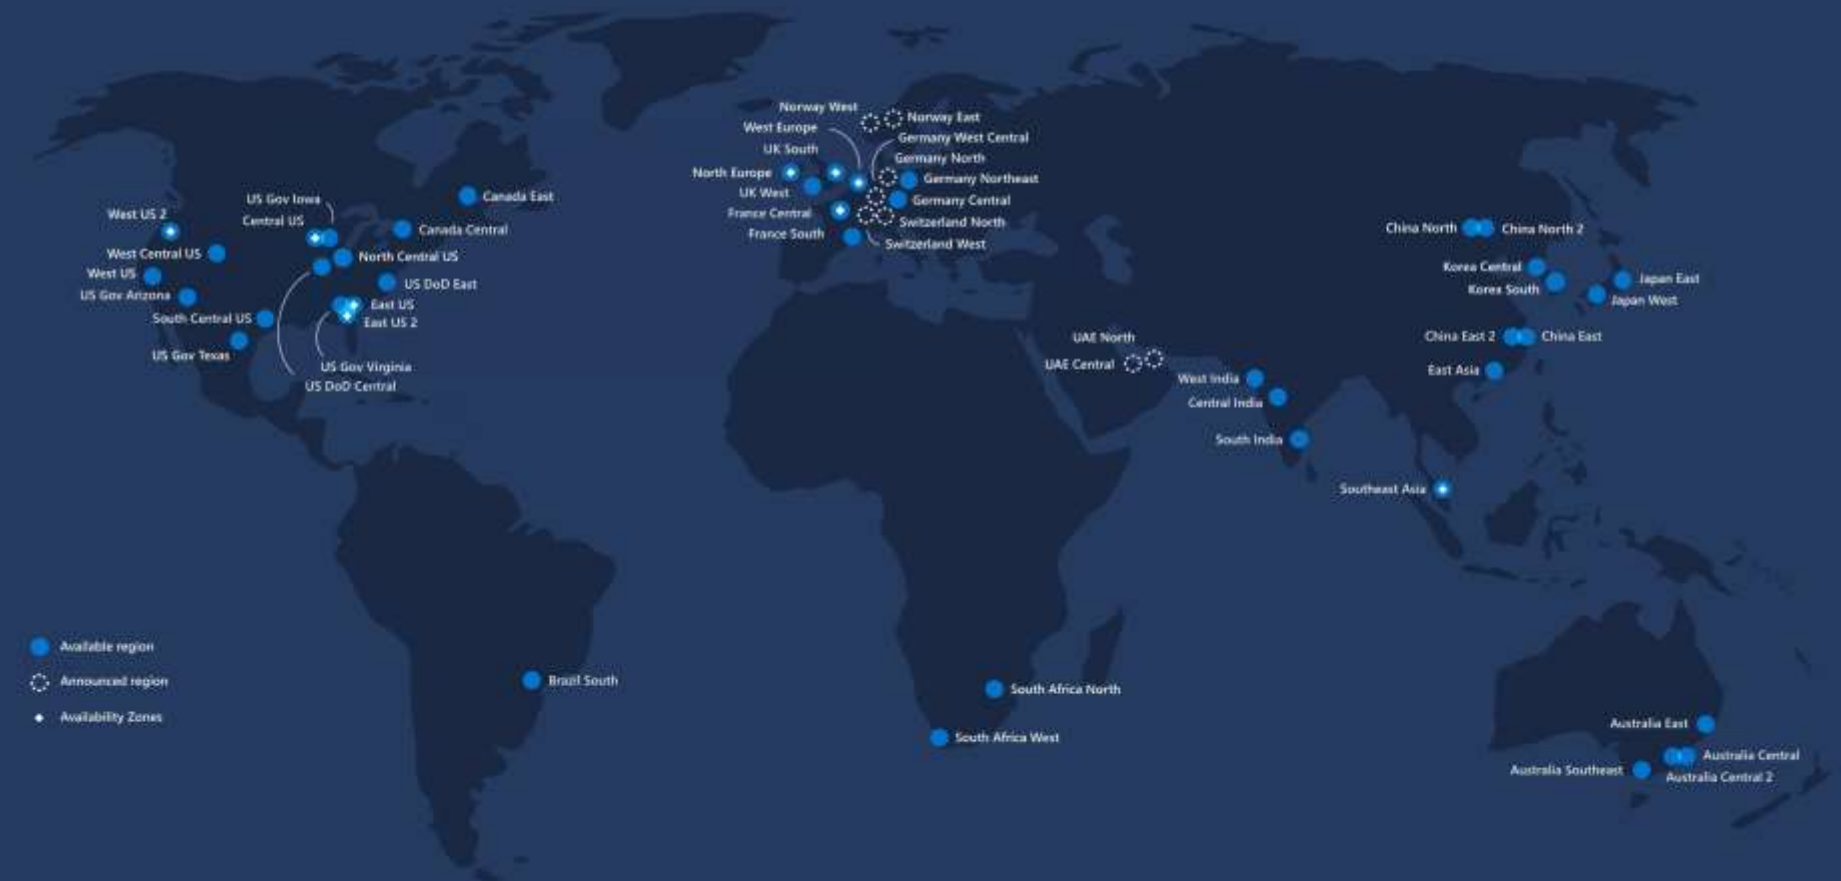 Norway West
Norway East
West Europe
Germany West Central
UK South
Germany North
North Europe
Germany Northeast
UK West
Germany Central
France Central
Switzerland North
France South
Switzerland West
US Gov Iowa
Canada East
West US 2
Central US
Canada Central
West Central US
North Central US
West US
US DoD East
US Gov Arizona
East US
South Central US
East US 2
US Gov Texas
US Gov Virginia
US DoD Central
China North
China North 2
Korea Central
Japan East
Korea South
Japan West
UAE North
China East 2
China East
UAE Central
East Asia
West India
Central India
South India
Southeast Asia
Available region
Announced region
Availability Zones
Brazil South
South Africa North
South Africa West
Australia East
Australia Central
Australia Southeast
Australia Central 2